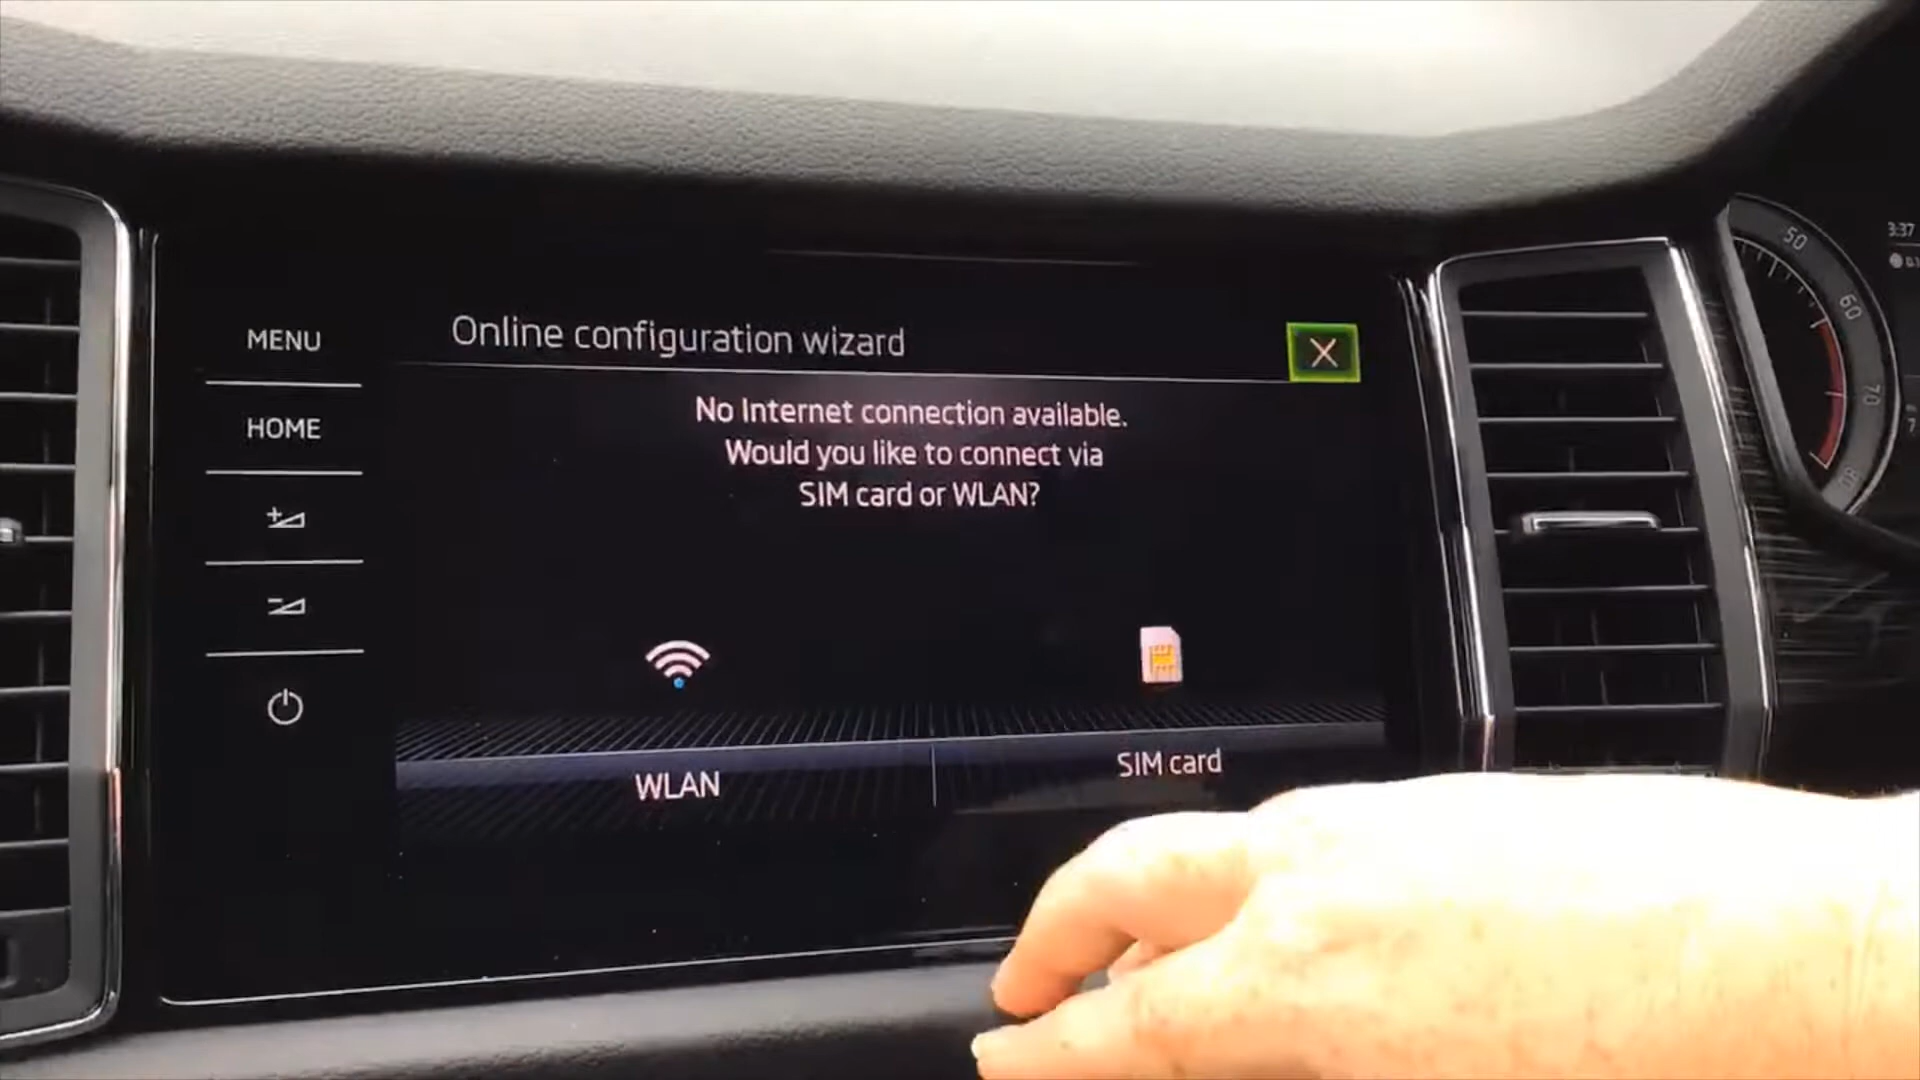 MENU
HOME
Online configuration wizard
No Internet connection available.
Would you like to connect via
SIM card or WLAN?
WLAN
SIM card
50
60
70
80
3:37